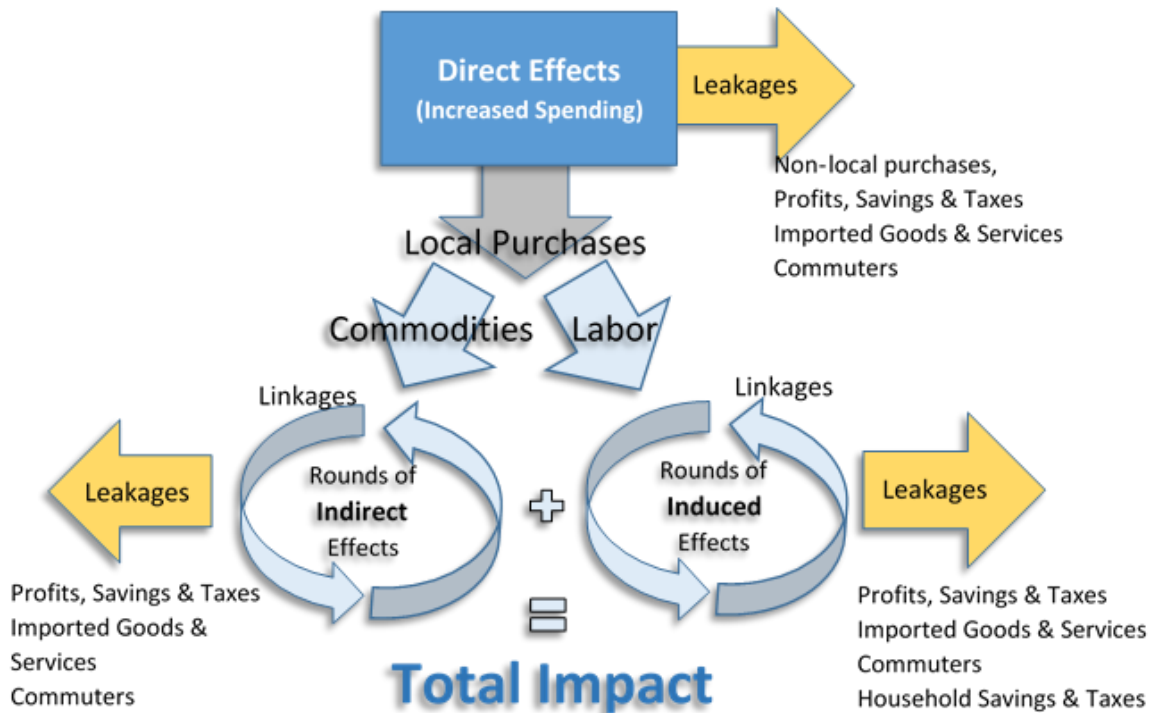 Direct Effects
(Increased Spending)
Leakages
Non-local purchases,
Profits, Savings & Taxes
Imported Goods & Services
Commuters
Local Purchases
Commodities
Labor
Linkages
Rounds of
Indirect
Effects
Leakages
Profits, Savings & Taxes
Imported Goods &
Services
Commuters
+
Linkages
Rounds of
Induced
Effects
Leakages
Profits, Savings & Taxes
Imported Goods & Services
Commuters
Household Savings & Taxes
=
Total Impact